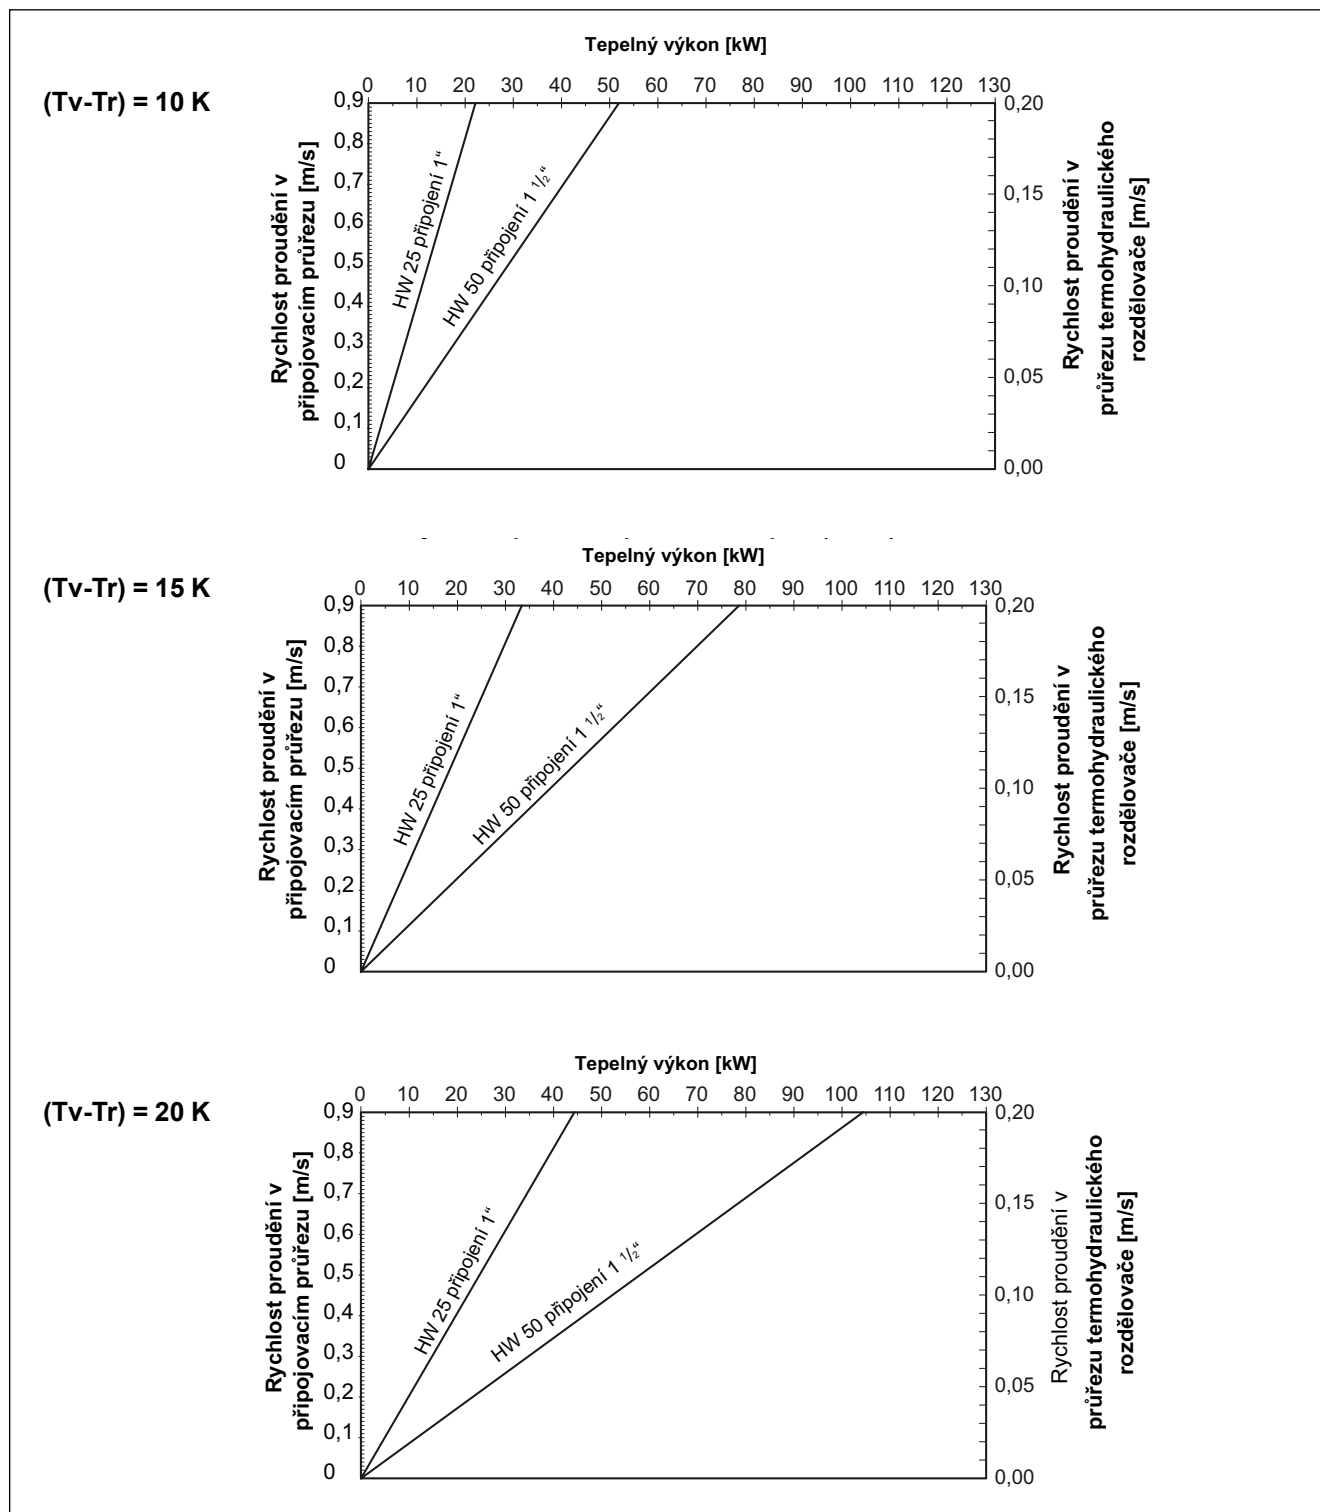 Tepelný výkon [kW]
(Tv-Tr) = 10 K
0 10 20 30 40 50 60 70 80 90 100 110 120 130
0,9
0,8
0,7
0,6
0,5
0,4
0,3
0,2
0,1
0
Rychlost proudění v
připojovacím průřezu [m/s]
HW 25 připojení 1“
HW 50 připojení 1 1/2“
0,20
0,15
0,10
0,05
0,00
Rychlost proudění v
průřezu termohydraulického
rozdělovače [m/s]
Tepelný výkon [kW]
(Tv-Tr) = 15 K
0 10 20 30 40 50 60 70 80 90 100 110 120 130
0,9
0,8
0,7
0,6
0,5
0,4
0,3
0,2
0,1
0
Rychlost proudění v
připojovacím průřezu [m/s]
HW 25 připojení 1“
HW 50 připojení 1 1/2“
0,20
0,15
0,10
0,05
0,00
Rychlost proudění v
průřezu termohydraulického
rozdělovače [m/s]
Tepelný výkon [kW]
(Tv-Tr) = 20 K
0 10 20 30 40 50 60 70 80 90 100 110 120 130
0,9
0,8
0,7
0,6
0,5
0,4
0,3
0,2
0,1
0
Rychlost proudění v
připojovacím průřezu [m/s]
HW 25 připojení 1“
HW 50 připojení 1 1/2“
0,20
0,15
0,10
0,05
0,00
Rychlost proudění v
průřezu termohydraulického
rozdělovače [m/s]